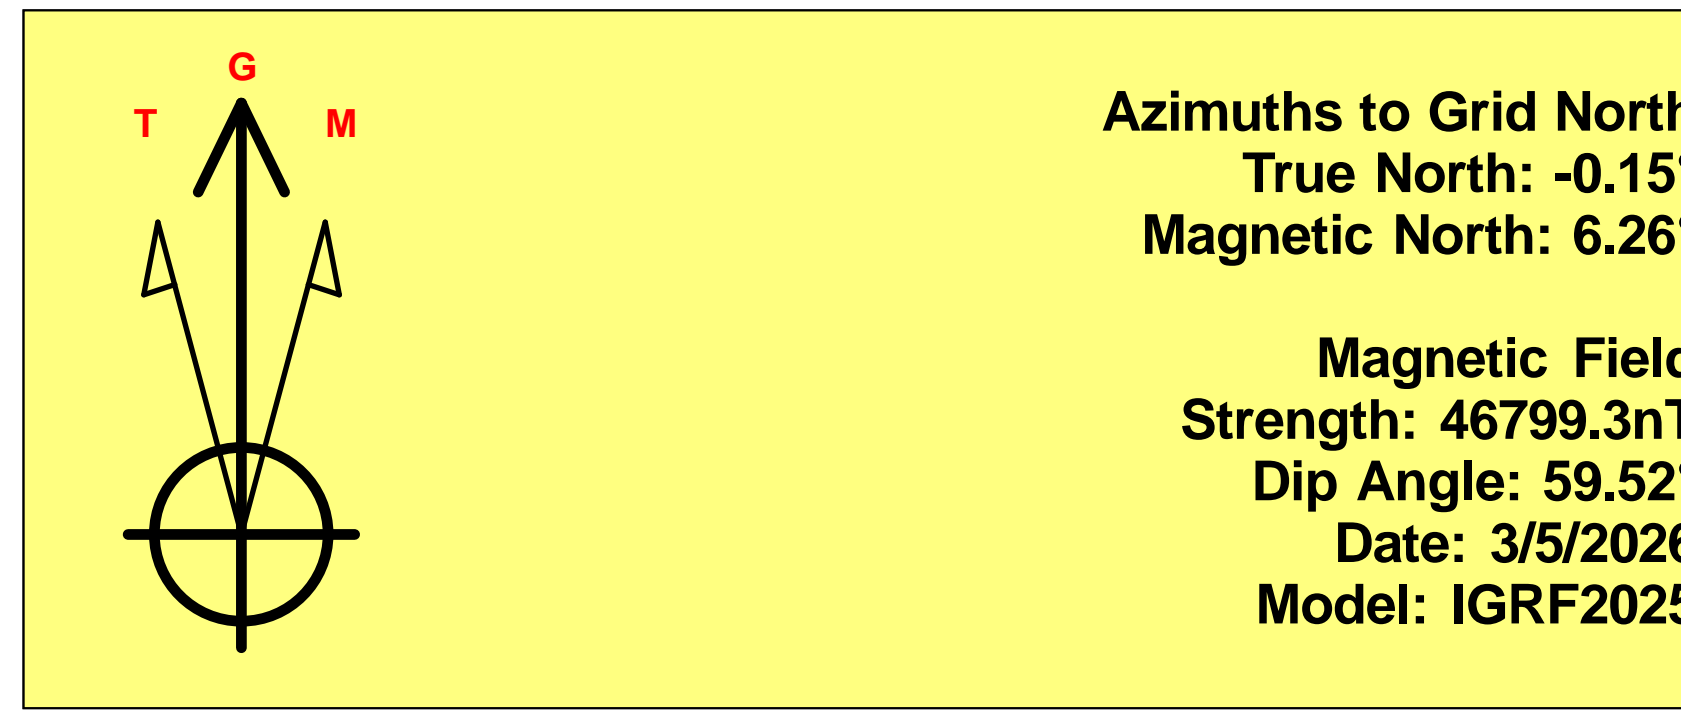 G
T M
Azimuths to Grid North
True North: -0.15°
Magnetic North: 6.26°
Magnetic Field
Strength: 46799.3nT
Dip Angle: 59.52°
Date: 3/5/2026
Model: IGRF2025